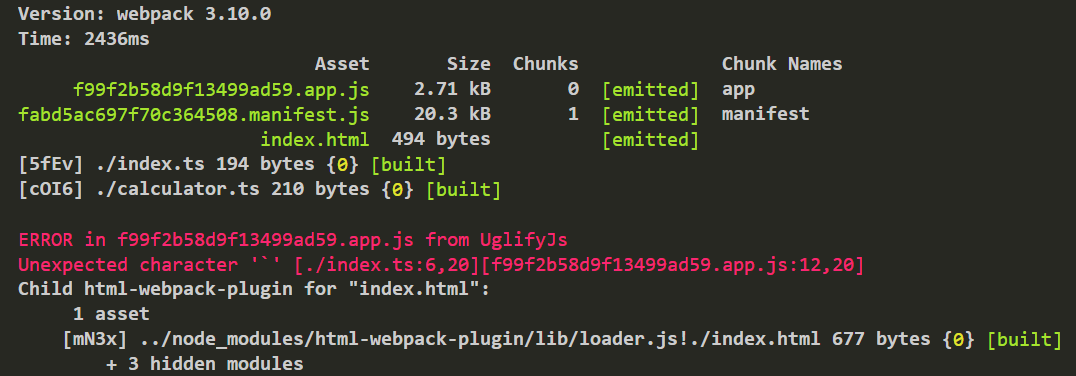 Version: webpack 3.10.0
Time: 2436ms
Asset Size Chunks Chunk Names
f99f2b58d9f13499ad59.app.js 2.71 kB 0 [emitted] app
fabd5ac697f70c364508.manifest.js 20.3 kB 1 [emitted] manifest
index.html 494 bytes [emitted]
[5fEv] ./index.ts 194 bytes {0} [built]
[cOI6] ./calculator.ts 210 bytes {0} [built]
ERROR in f99f2b58d9f13499ad59.app.js from UglifyJs
Unexpected character '`' [./index.ts:6,20][f99f2b58d9f13499ad59.app.js:12,20]
Child html-webpack-plugin for "index.html":
1 asset
[mN3x] ../node_modules/html-webpack-plugin/lib/loader.js!./index.html 677 bytes {0} [built]
+ 3 hidden modules